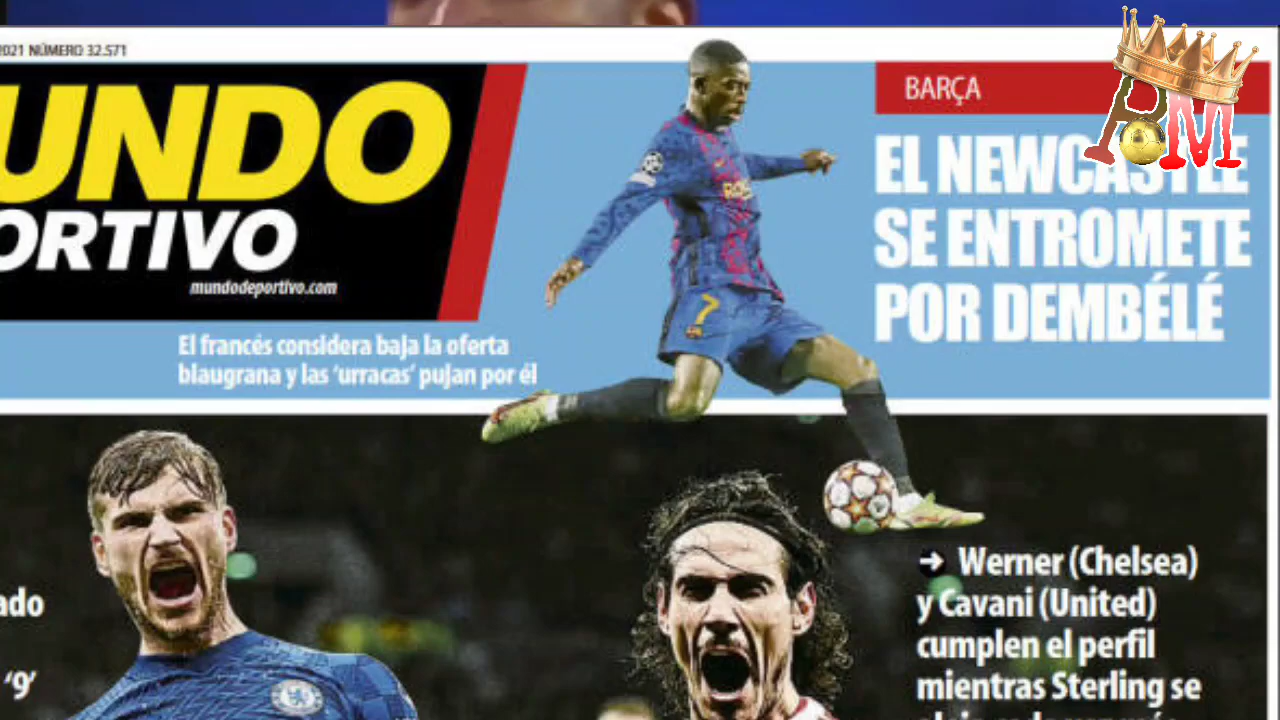 2021 NÚMERO 32.571
UNDO
ORTIVO
mundodeportivo.com
El francés considera baja la oferta
blaugrana y las ‘urracas’ pujan por él
7
BARÇA
PM
EL NEWCASTLE
SE ENTROMETE
POR DEMBÉLÉ
➔ Werner (Chelsea)
y Cavani (United)
cumplen el perfil
mientras Sterling se
ado
‘9’